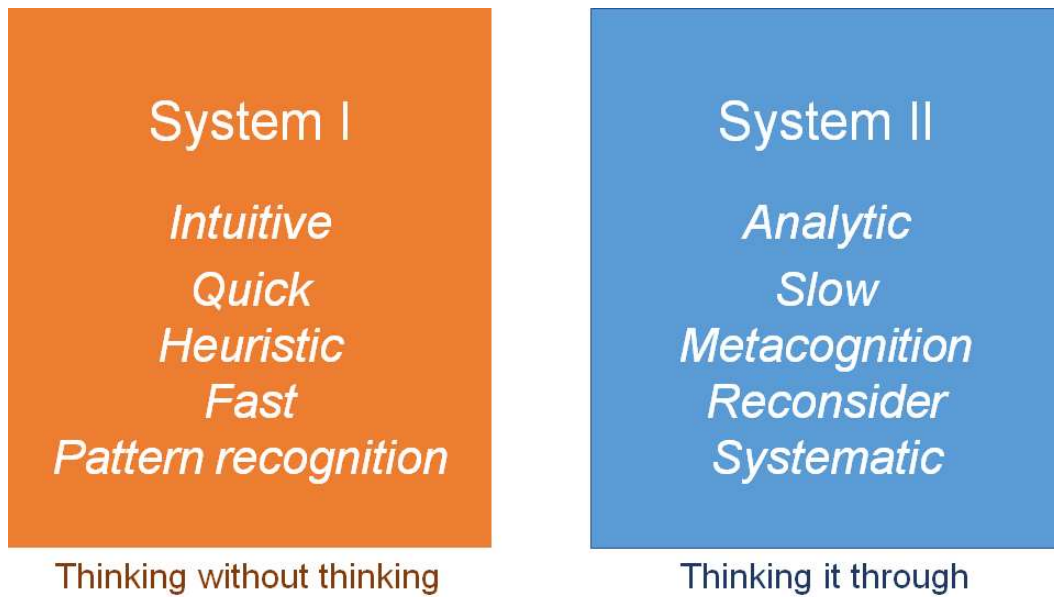 System I
Intuitive
Quick
Heuristic
Fast
Pattern recognition
Thinking without thinking
System II
Analytic
Slow
Metacognition
Reconsider
Systematic
Thinking it through